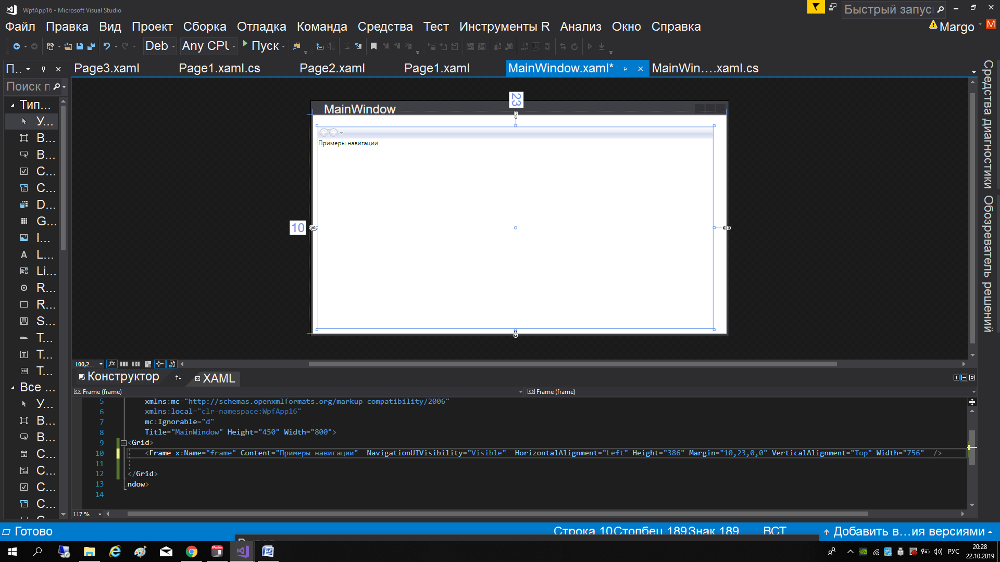 WpfApp16 - Microsoft Visual Studio
Быстрый запус
Файл Правка Вид Проект Сборка Отладка Команда Средства Тест Инструменты R Анализ Окно Справка
Margo M
Deb Any CPU Пуск
П.. Page3.xaml Page1.xaml.cs Page2.xaml Page1.xaml MainWindow.xaml* MainWin....xaml.cs
Поиск п
Тип...
У...
В...
В...
С...
С...
D...
G...
I...
L...
Li...
R...
R...
S...
T...
T...
T...
Все ...
У...
В...
В...
С...
С...
С...
С...
23
MainWindow
Примеры навигации
10
Средства диагностики
Обозреватель решений
100,2...
Конструктор
XAML
Frame (frame)
Frame (frame)
5 xmlns:mc="http://schemas.openxmlformats.org/markup-compatibility/2006"
6 xmlns:local="clr-namespace:WpfApp16"
7 mc:Ignorable="d"
8 Title="MainWindow" Height="450" Width="800">
9 <Grid>
10 <Frame x:Name="frame" Content="Примеры навигации" NavigationUIVisibility="Visible" HorizontalAlignment="Left" Height="386" Margin="10,23,0,0" VerticalAlignment="Top" Width="756" />
11
12 </Grid>
13 ndow>
14
117 %
Готово
Строка 10 Столбец 189 Знак 189 ВСТ
Добавить в...ия версиями
РУС
20:28
22.10.2019